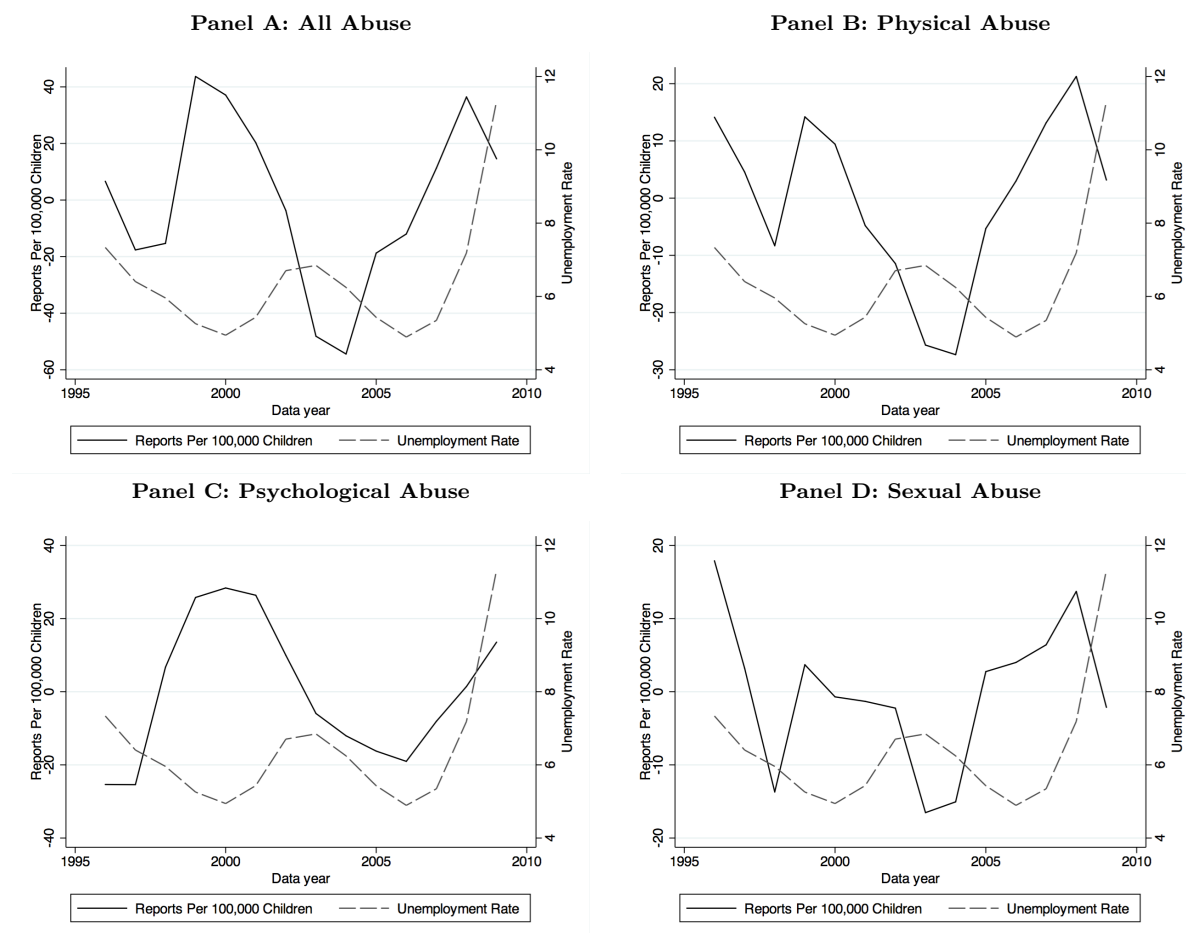 Panel A: All Abuse
Reports Per 100,000 Children
40
20
0
-20
-40
-60
12
10
8
6
4
Unemployment Rate
1995
2000
2005
2010
Data year
Reports Per 100,000 Children
Unemployment Rate
Panel B: Physical Abuse
Reports Per 100,000 Children
20
10
0
-10
-20
-30
12
10
8
6
4
Unemployment Rate
1995
2000
2005
2010
Data year
Reports Per 100,000 Children
Unemployment Rate
Panel C: Psychological Abuse
Reports Per 100,000 Children
40
20
0
-20
-40
12
10
8
6
4
Unemployment Rate
1995
2000
2005
2010
Data year
Reports Per 100,000 Children
Unemployment Rate
Panel D: Sexual Abuse
Reports Per 100,000 Children
20
10
0
-10
-20
12
10
8
6
4
Unemployment Rate
1995
2000
2005
2010
Data year
Reports Per 100,000 Children
Unemployment Rate